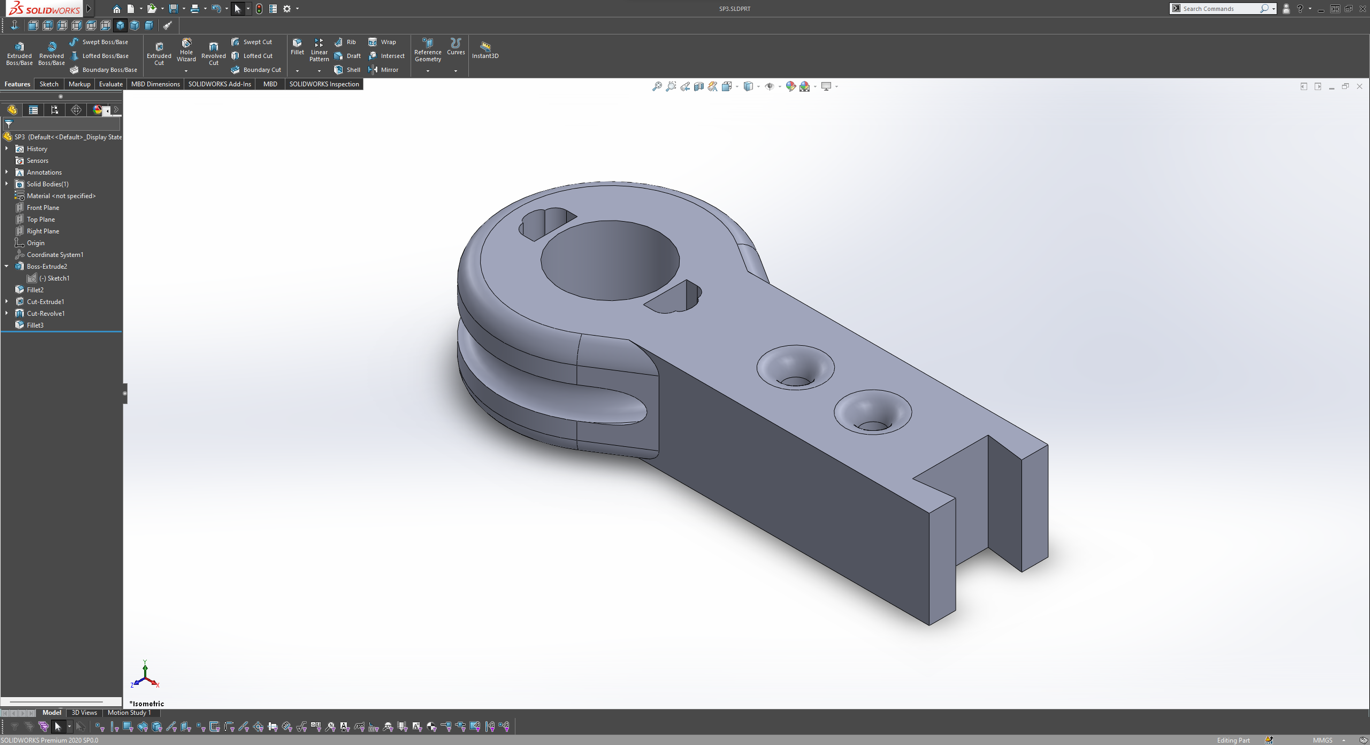 SOLIDWORKS
SP3.SLDPRT
Search Commands
Extruded Boss/Base
Revolved Boss/Base
Swept Boss/Base
Lofted Boss/Base
Boundary Boss/Base
Extruded Cut
Hole Wizard
Revolved Cut
Swept Cut
Lofted Cut
Boundary Cut
Fillet
Linear Pattern
Rib
Draft
Shell
Wrap
Intersect
Mirror
Reference Geometry
Curves
Instant3D
Features Sketch Markup Evaluate MBD Dimensions SOLIDWORKS Add-Ins MBD SOLIDWORKS Inspection
SP3 (Default<<Default>_Display State
History
Sensors
Annotations
Solid Bodies(1)
Material <not specified>
Front Plane
Top Plane
Right Plane
Origin
Coordinate System1
Boss-Extrude2
(-) Sketch1
Fillet2
Cut-Extrude1
Cut-Revolve1
Fillet3
Y
Z
X
*Isometric
Model 3D Views Motion Study 1
SOLIDWORKS Premium 2020 SP0.0
Editing Part
MMGS